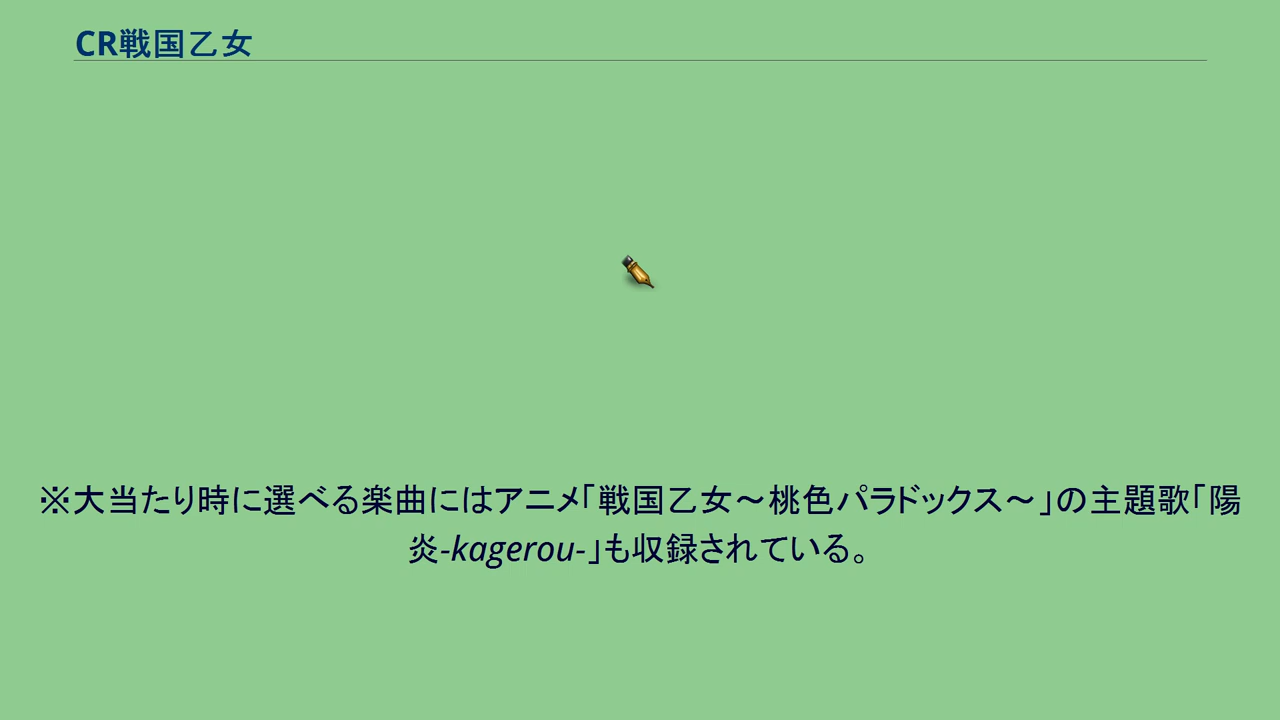 CR戦国乙女
※大当たり時に選べる楽曲にはアニメ「戦国乙女～桃色パラドックス～」の主題歌「陽
炎-kagerou-」も収録されている。